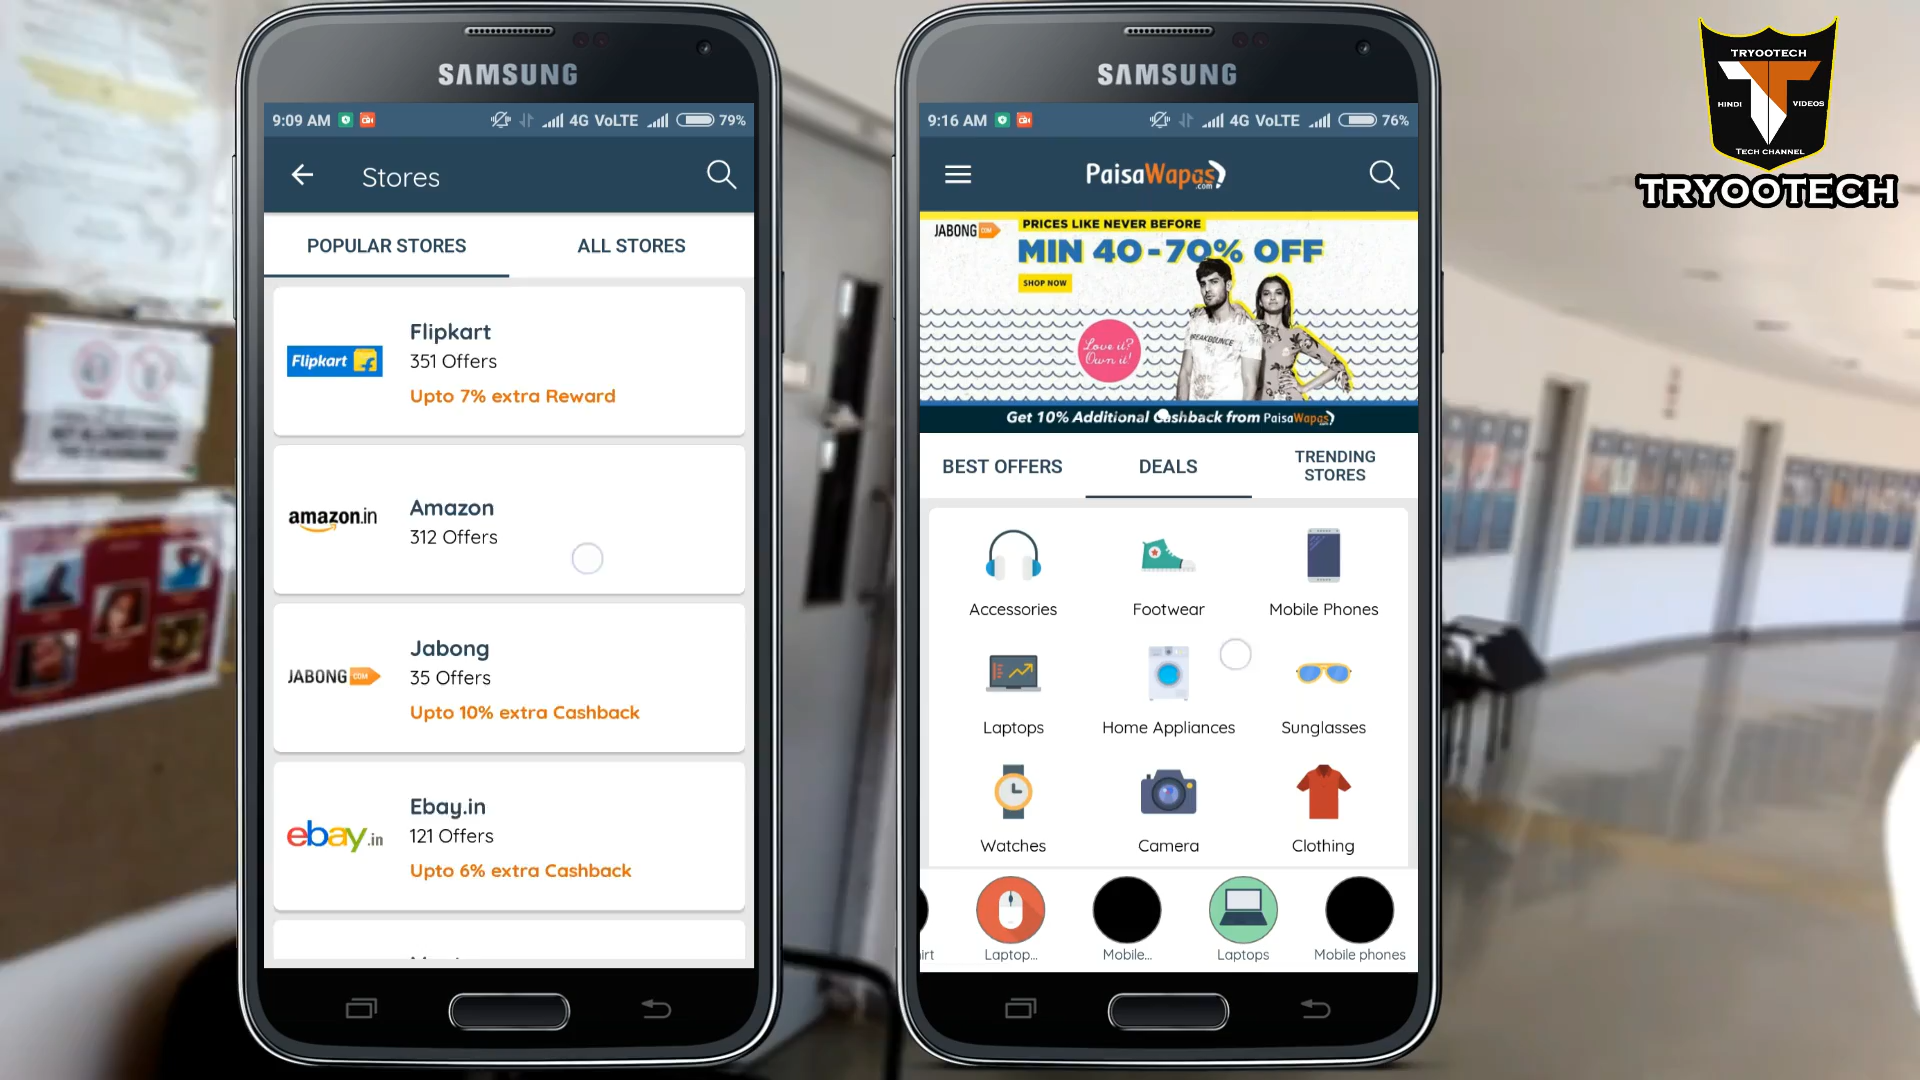 SAMSUNG
9:09 AM
4G VoLTE
79%
Stores
POPULAR STORES
ALL STORES
Flipkart
Flipkart
351 Offers
Upto 7% extra Reward
amazon.in
Amazon
312 Offers
JABONG.COM
Jabong
35 Offers
Upto 10% extra Cashback
ebay.in
Ebay.in
121 Offers
Upto 6% extra Cashback
SAMSUNG
9:16 AM
4G VoLTE
76%
PaisaWapas.com
JABONG.COM
PRICES LIKE NEVER BEFORE
MIN 40-70% OFF
SHOP NOW
BREAKBOUNCE
Love it?
Own it!
Get 10% Additional Cashback from PaisaWapas.com
BEST OFFERS
DEALS
TRENDING
STORES
Accessories
Footwear
Mobile Phones
Laptops
Home Appliances
Sunglasses
Watches
Camera
Clothing
Laptop...
Mobile...
Laptops
Mobile phones
TRYOOTECH
HINDI
VIDEOS
TECH CHANNEL
TRYOOTECH